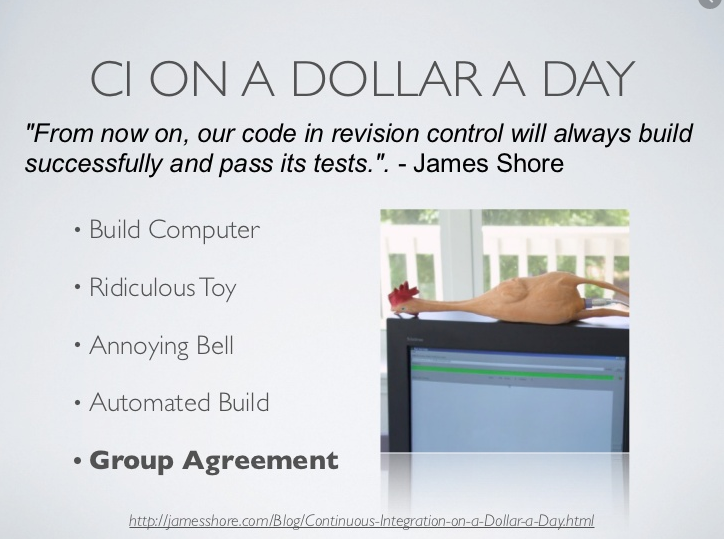 CI ON A DOLLAR A DAY
"From now on, our code in revision control will always build
successfully and pass its tests.". - James Shore
• Build Computer
• Ridiculous Toy
• Annoying Bell
• Automated Build
• Group Agreement
http://jamesshore.com/Blog/Continuous-Integration-on-a-Dollar-a-Day.html